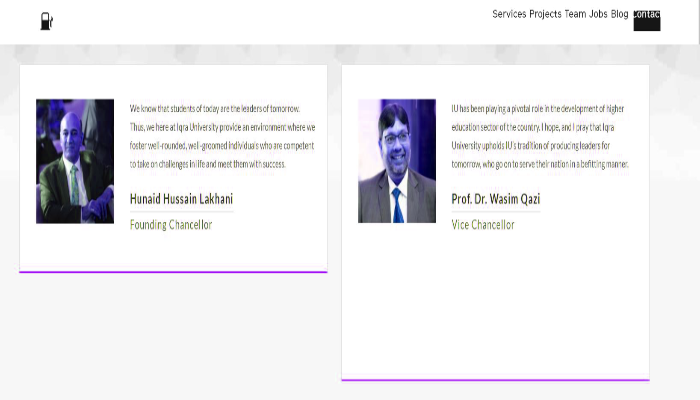 Services Projects Team Jobs Blog Contact
We know that students of today are the leaders of tomorrow.
Thus, we here at Iqra University provide an environment where we
foster well-rounded, well-groomed individuals who are competent
to take on challenges in life and meet them with success.
Hunaid Hussain Lakhani
Founding Chancellor
IU has been playing a pivotal role in the development of higher
education sector of the country. I hope, and I pray that Iqra
University upholds IU's tradition of producing leaders for
tomorrow, who go on to serve their nation in a befitting manner.
Prof. Dr. Wasim Qazi
Vice Chancellor